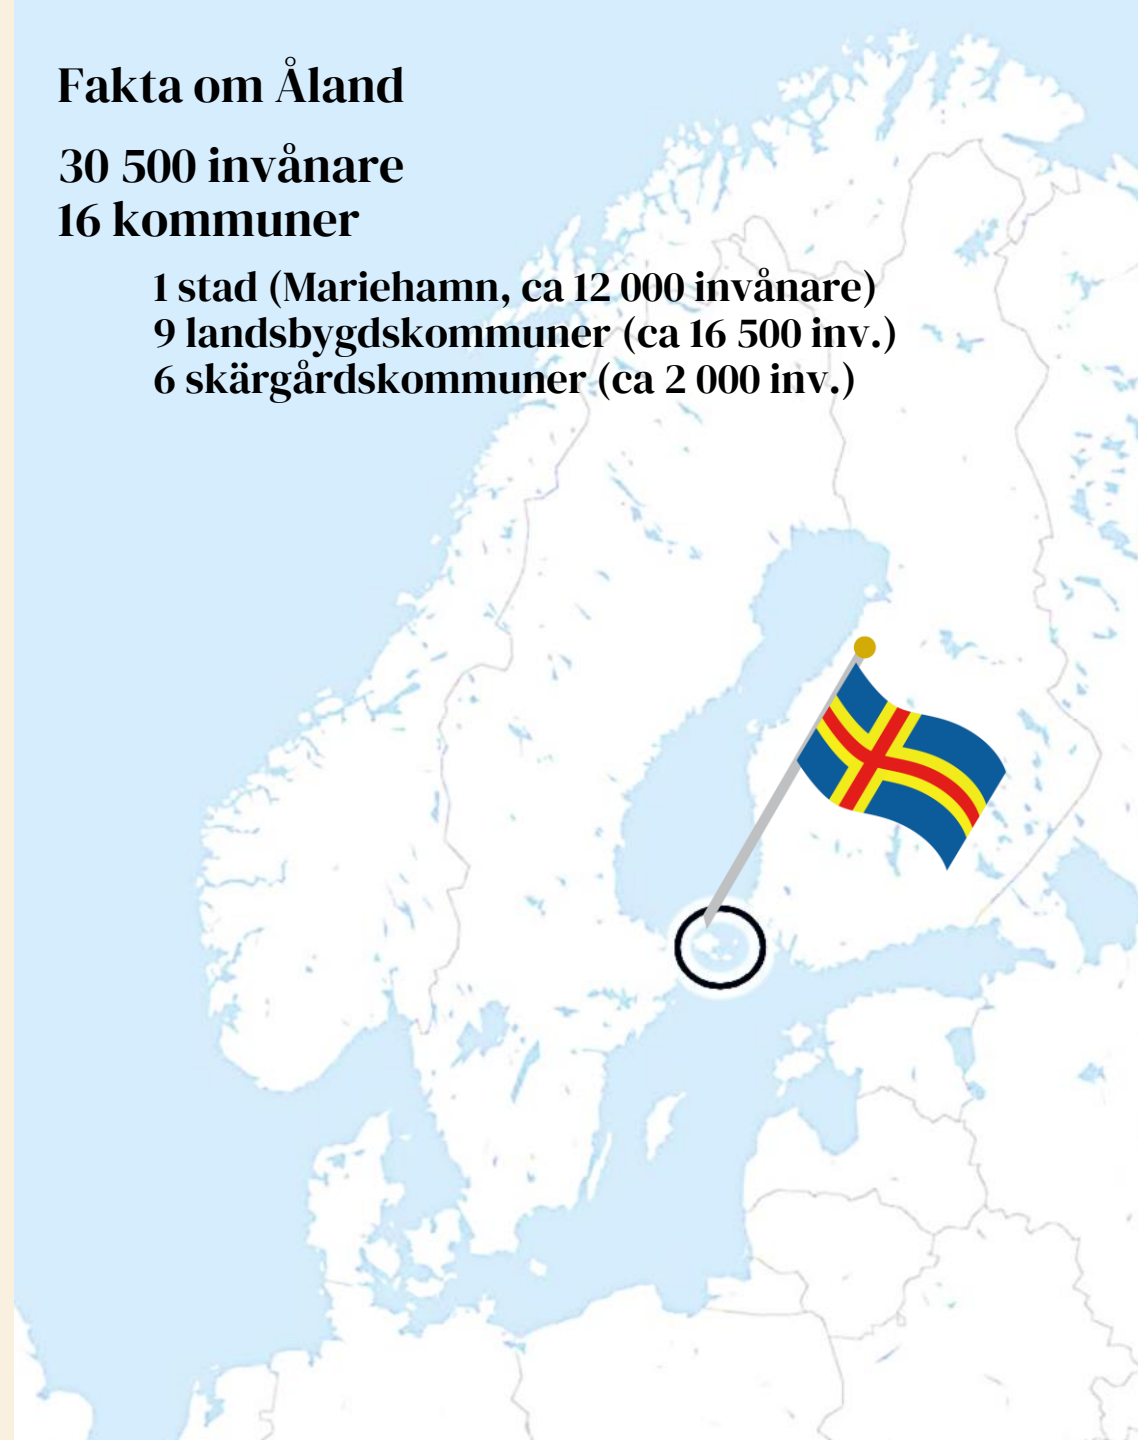 Fakta om Åland
30 500 invånare
16 kommuner
1 stad (Mariehamn, ca 12 000 invånare)
9 landsbygdskommuner (ca 16 500 inv.)
6 skärgårdskommuner (ca 2 000 inv.)